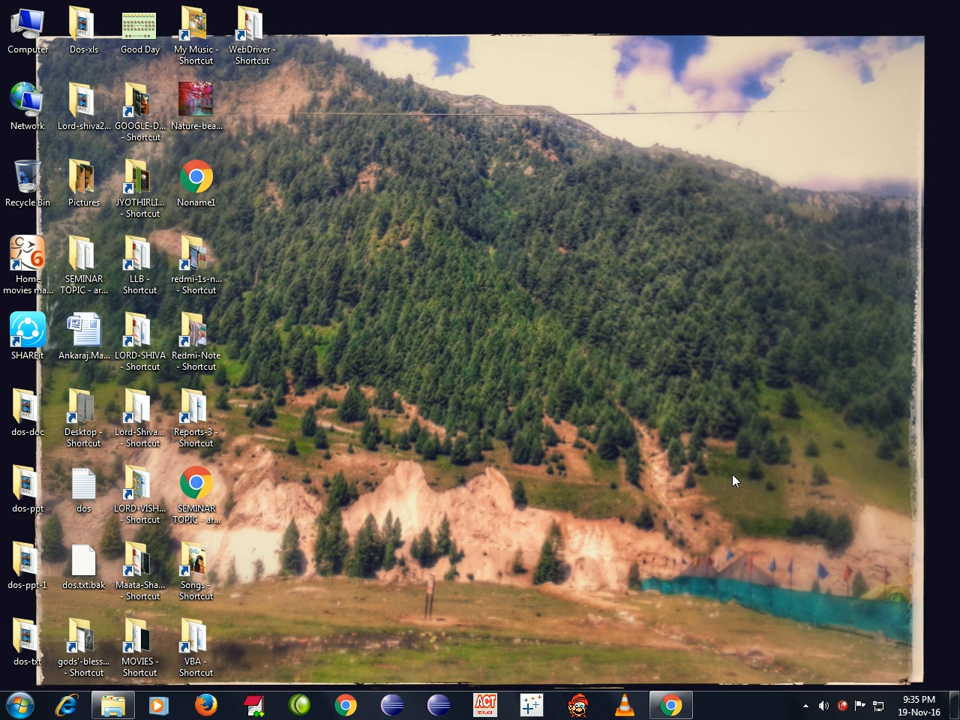 Computer
Dos-xls
Good Day
My Music - Shortcut
WebDriver - Shortcut
Network
Lord-shiva2...
GOOGLE-D... - Shortcut
Nature-bea...
Recycle Bin
Pictures
JYOTHIRLI... - Shortcut
Noname1
Home movies ma...
SEMINAR TOPIC - ar...
LLB - Shortcut
redmi-1s-n... - Shortcut
SHAREit
Ankaraj.Ma...
LORD-SHIVA - Shortcut
Redmi-Note - Shortcut
dos-doc
Desktop - Shortcut
Lord-Shiva... - Shortcut
Reports-3 - Shortcut
dos-ppt
dos
LORD-VISH... - Shortcut
SEMINAR TOPIC - ar...
dos-ppt-1
dos.txt.bak
Maata-Sha... - Shortcut
Songs - Shortcut
dos-txt
gods'-bless... - Shortcut
MOVIES - Shortcut
VBA - Shortcut
ACT
9:35 PM
19-Nov-16